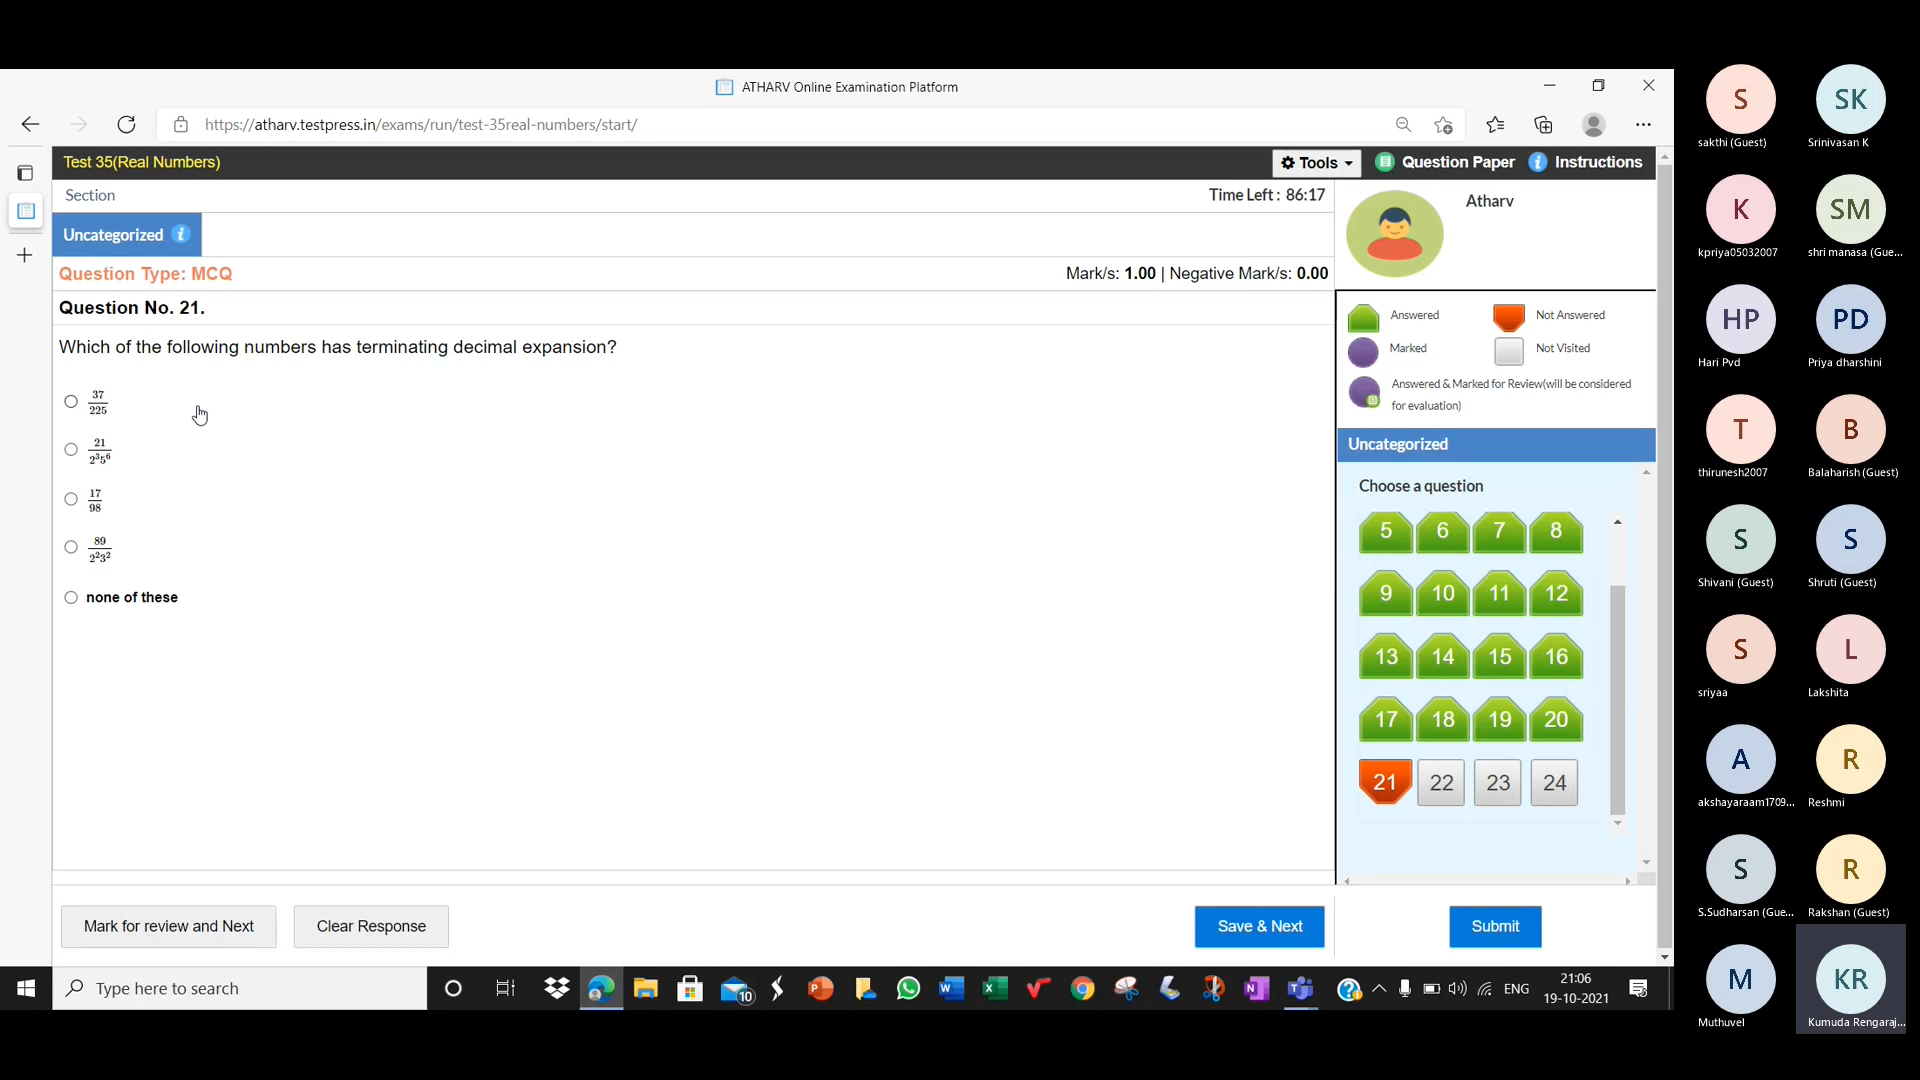 ATHARV Online Examination Platform
https://atharv.testpress.in/exams/run/test-35real-numbers/start/
Test 35(Real Numbers)
Tools
Question Paper
Instructions
Section
Time Left : 86:17
Atharv
Uncategorized
Question Type: MCQ
Mark/s: 1.00 | Negative Mark/s: 0.00
Question No. 21.
Which of the following numbers has terminating decimal expansion?
37/225
21/2³5⁶
17/98
89/2²3²
none of these
Answered
Not Answered
Marked
Not Visited
Answered & Marked for Review(will be considered
for evaluation)
Uncategorized
Choose a question
5 6 7 8
9 10 11 12
13 14 15 16
17 18 19 20
21 22 23 24
Mark for review and Next
Clear Response
Save & Next
Submit
Type here to search
10
ENG
21:06
19-10-2021
S
sakthi (Guest)
SK
Srinivasan K
K
kpriya05032007
SM
shri manasa (Gue...
HP
Hari Pvd
PD
Priya dharshini
T
thirunesh2007
B
Balaharish (Guest)
S
Shivani (Guest)
S
Shruti (Guest)
S
sriyaa
L
Lakshita
A
akshayaraam1709...
R
Reshmi
S
S.Sudharsan (Gue...
R
Rakshan (Guest)
M
Muthuvel
KR
Kumuda Rengaraj...